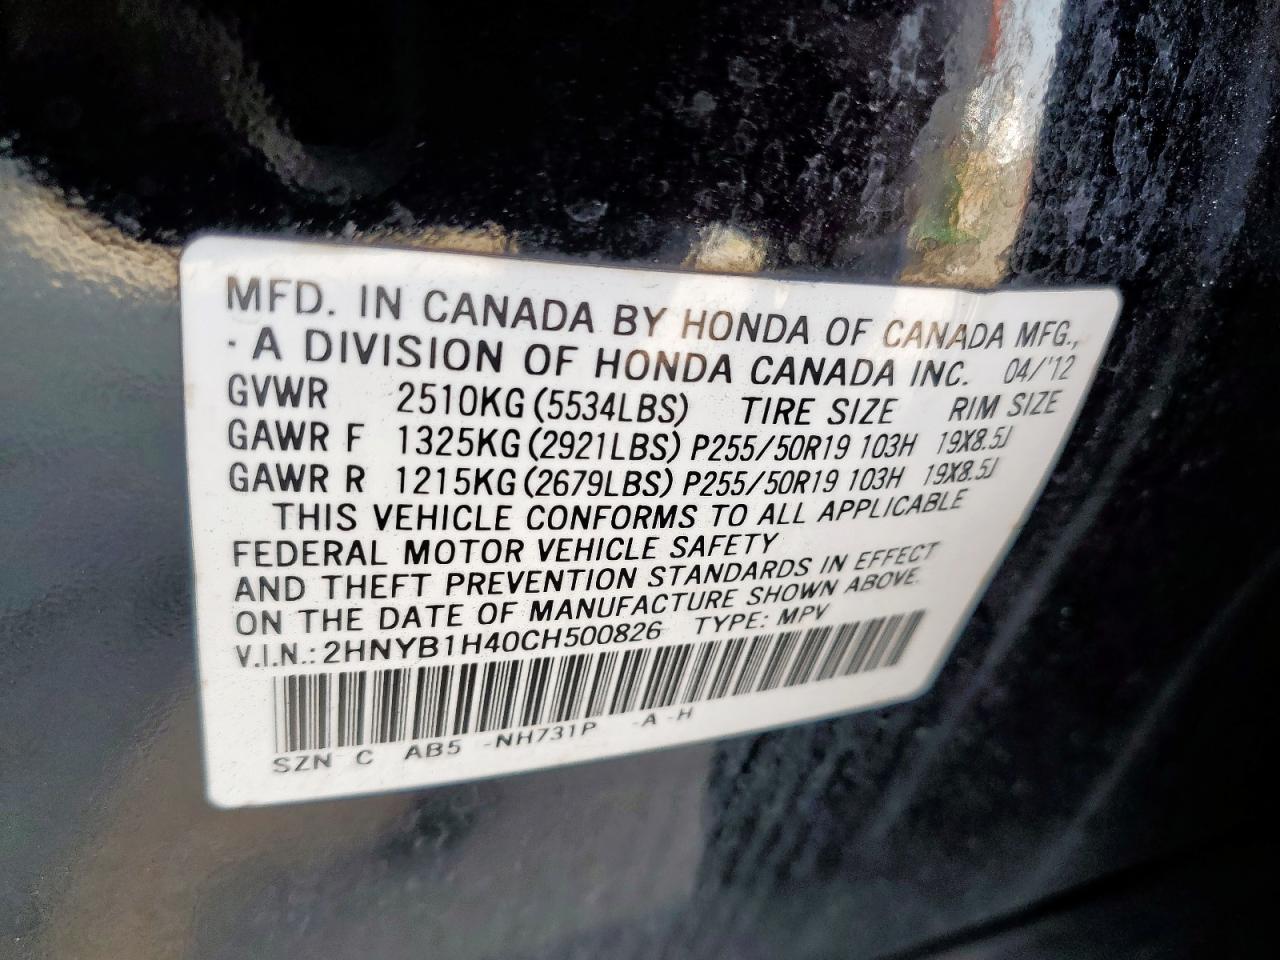 MFD. IN CANADA BY HONDA OF CANADA MFG.,
· A DIVISION OF HONDA CANADA INC. 04/'12
GVWR 2510KG (5534LBS) TIRE SIZE RIM SIZE
GAWR F 1325KG (2921LBS) P255/50R19 103H 19X8.5J
GAWR R 1215KG (2679LBS) P255/50R19 103H 19X8.5J
THIS VEHICLE CONFORMS TO ALL APPLICABLE
FEDERAL MOTOR VEHICLE SAFETY
AND THEFT PREVENTION STANDARDS IN EFFECT
ON THE DATE OF MANUFACTURE SHOWN ABOVE.
V.I.N.: 2HNYB1H40CH500826 TYPE: MPV
SZN C AB5 -NH731P -A -H